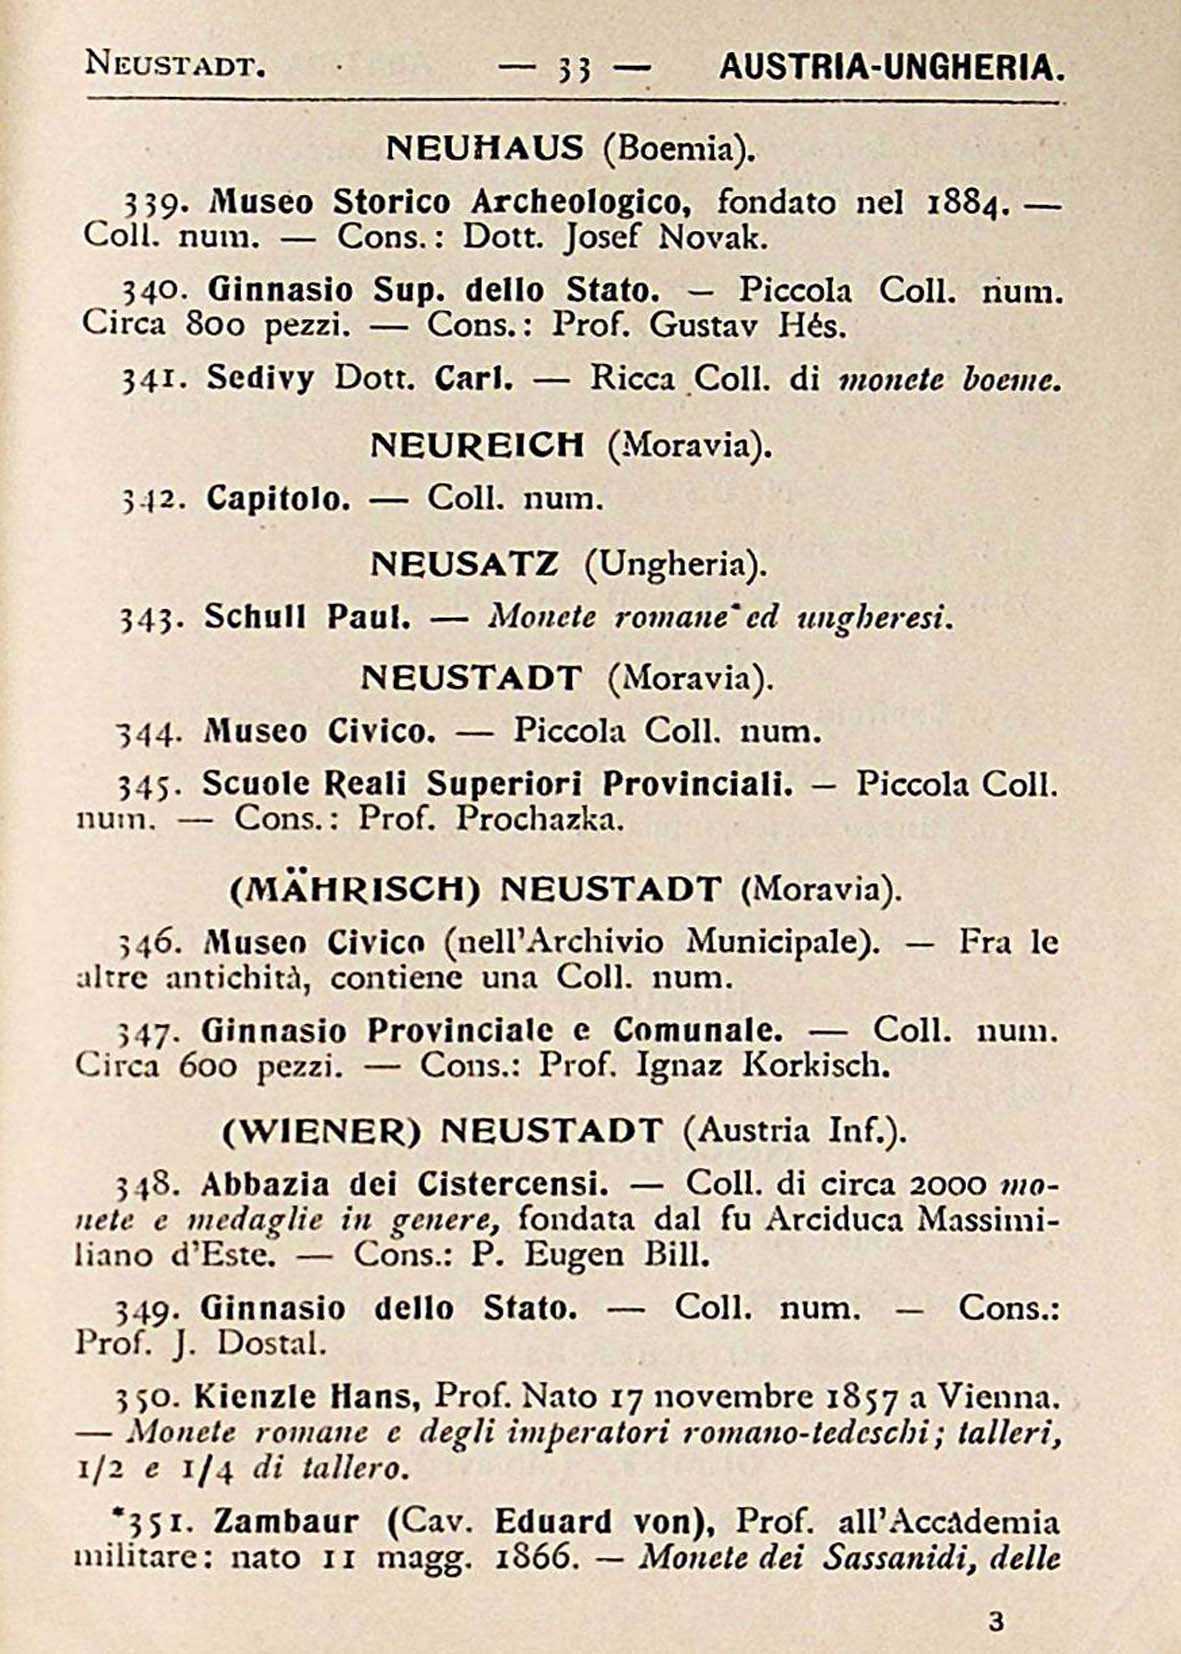 NEUSTADT. — 33 — AUSTRIA-UNGHERIA.
NEUHAUS (Boemia).
339. Museo Storico Archeologico, fondato nel 1884. —
Coll. num. — Cons.: Dott. Josef Novak.
340. Ginnasio Sup. dello Stato. — Piccola Coll. num.
Circa 800 pezzi. — Cons.: Prof. Gustav Hés.
341. Sedivy Dott. Carl. — Ricca Coll. di monete boeme.
NEUREICH (Moravia).
342. Capitolo. — Coll. num.
NEUSATZ (Ungheria).
343. Schull Paul. — Monete romane ed ungheresi.
NEUSTADT (Moravia).
344. Museo Civico. — Piccola Coll. num.
345. Scuole Reali Superiori Provinciali. — Piccola Coll.
num. — Cons.: Prof. Prochazka.
(MÄHRISCH) NEUSTADT (Moravia).
346. Museo Civico (nell'Archivio Municipale). — Fra le
altre antichità, contiene una Coll. num.
347. Ginnasio Provinciale e Comunale. — Coll. num.
Circa 600 pezzi. — Cons.: Prof. Ignaz Korkisch.
(WIENER) NEUSTADT (Austria Inf.).
348. Abbazia dei Cistercensi. — Coll. di circa 2000 mo-
nete e medaglie in genere, fondata dal fu Arciduca Massimi-
liano d'Este. — Cons.: P. Eugen Bill.
349. Ginnasio dello Stato. — Coll. num. — Cons.:
Prof. J. Dostal.
350. Kienzle Hans, Prof. Nato 17 novembre 1857 a Vienna.
— Monete romane e degli imperatori romano-tedeschi; talleri,
1/2 e 1/4 di tallero.
*351. Zambaur (Cav. Eduard von), Prof. all'Accademia
militare: nato 11 magg. 1866. — Monete dei Sassanidi, delle
3